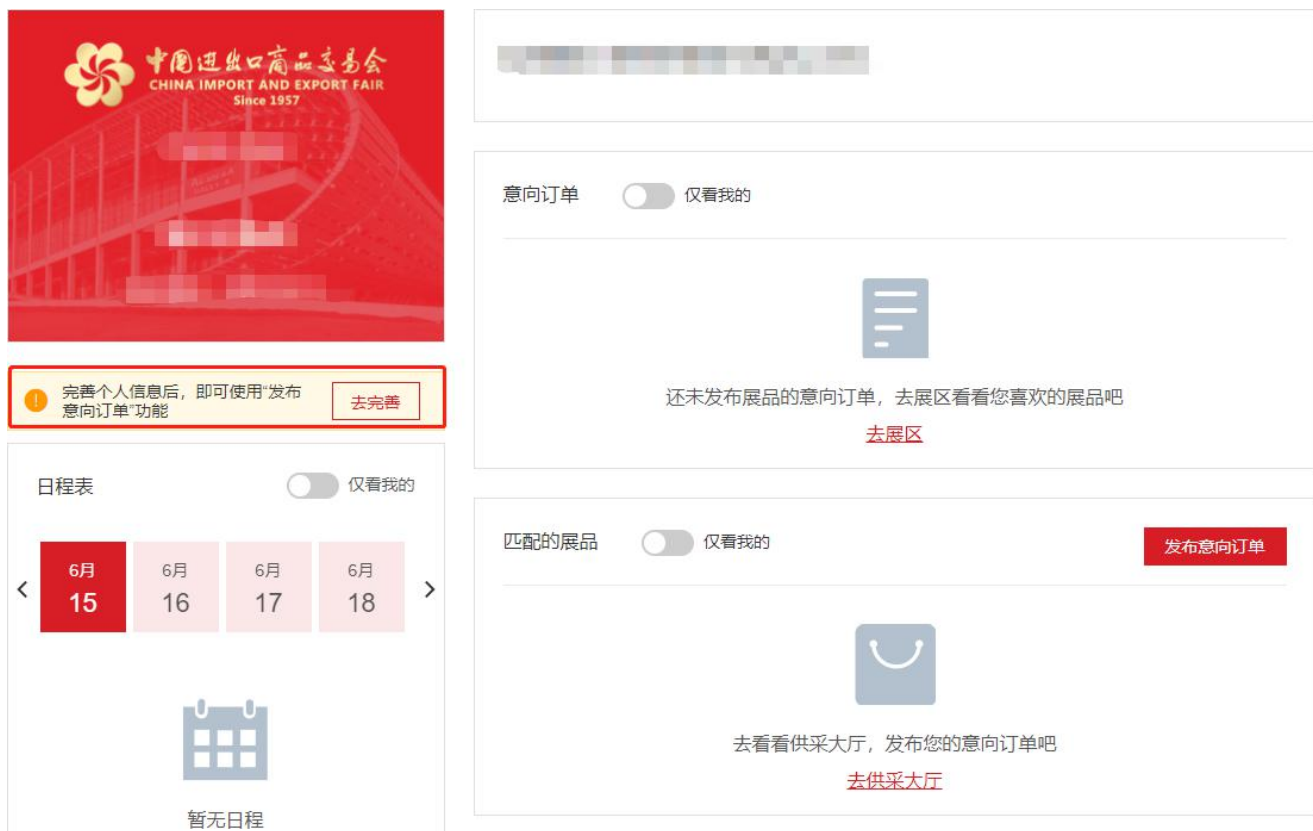 中国进出口商品交易会
CHINA IMPORT AND EXPORT FAIR
Since 1957
完善个人信息后，即可使用“发布
意向订单”功能
去完善
日程表
仅看我的
6月 6月 6月 6月
15 16 17 18
暂无日程
意向订单
仅看我的
还未发布展品的意向订单，去展区看看您喜欢的展品吧
去展区
匹配的展品
仅看我的
发布意向订单
去看看供采大厅，发布您的意向订单吧
去供采大厅